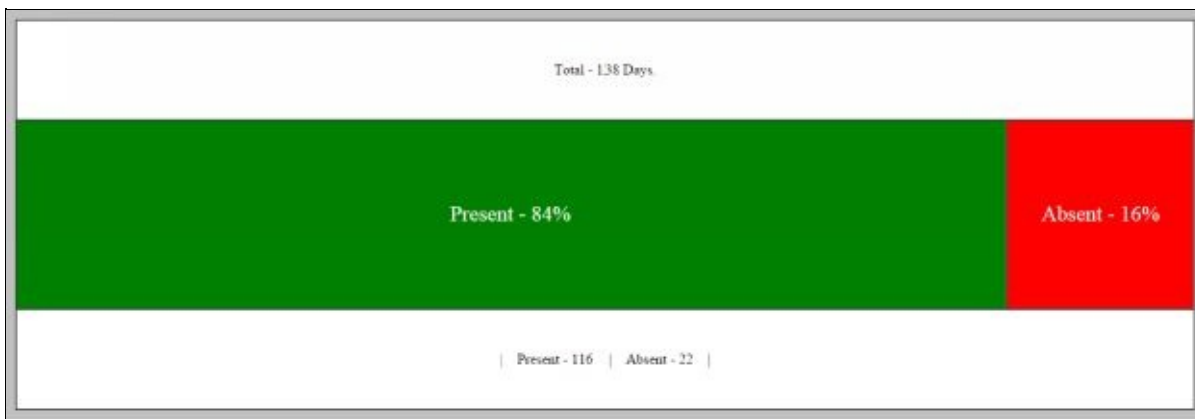 Total - 138 Days
Present - 84% Absent - 16%
| Present - 116 | Absent - 22 |